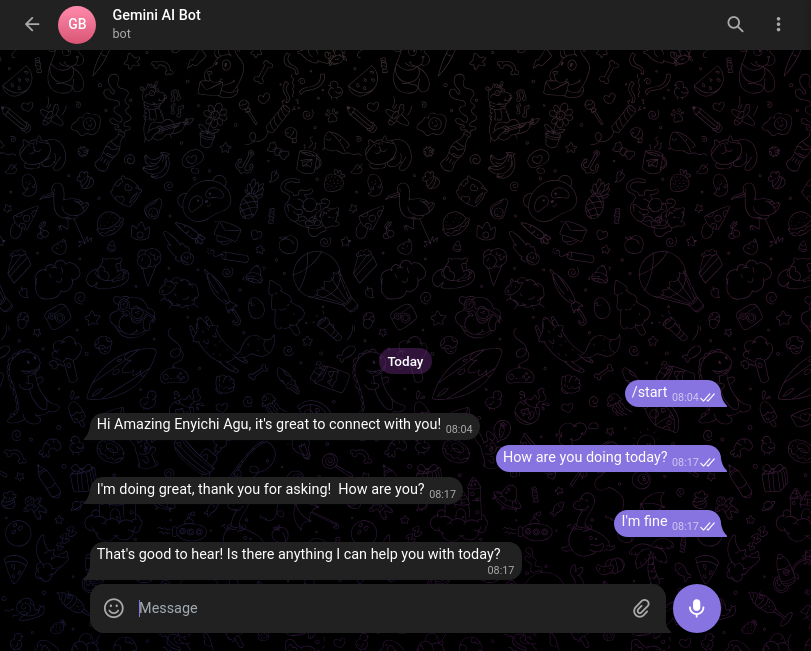 GB
Gemini AI Bot
bot
Today
/start 08:04
Hi Amazing Enyichi Agu, it's great to connect with you! 08:04
How are you doing today? 08:17
I'm doing great, thank you for asking!  How are you? 08:17
I'm fine 08:17
That's good to hear! Is there anything I can help you with today?
08:17
Message